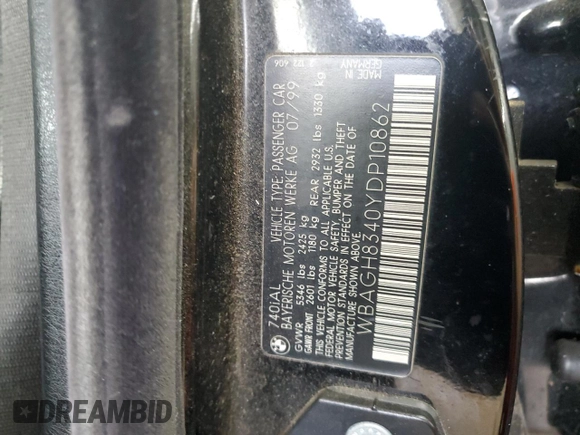 740iAL VEHICLE TYPE: PASSENGER CAR
BAYERISCHE MOTOREN WERKE AG 07/99
GVWR 5346 lbs 2425 kg
GAWR FRONT 2601 lbs 1180 kg REAR 2932 lbs 1330 kg
THIS VEHICLE CONFORMS TO ALL APPLICABLE U.S.
FEDERAL MOTOR VEHICLE SAFETY, BUMPER AND THEFT
PREVENTION STANDARDS IN EFFECT ON THE DATE OF
MANUFACTURE SHOWN ABOVE.
WBAGH8340YDP10862
MADE IN
GERMANY
BMW
DREAMBID